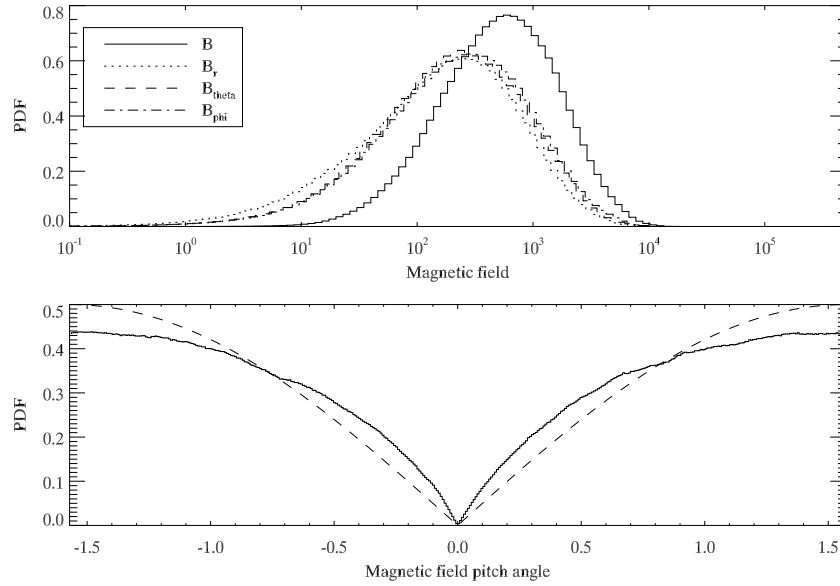 0.8
0.6
0.4
0.2
0.0
PDF
B
B_r
B_theta
B_phi
10^-1 10^0 10^1 10^2 10^3 10^4 10^5
Magnetic field
0.5
0.4
0.3
0.2
0.1
0.0
PDF
-1.5 -1.0 -0.5 0.0 0.5 1.0 1.5
Magnetic field pitch angle